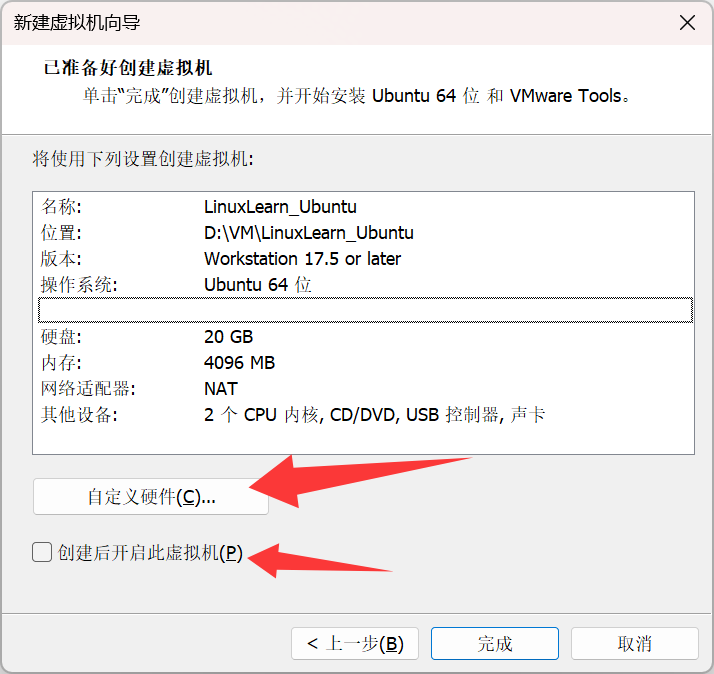 新建虚拟机向导
已准备好创建虚拟机
单击“完成”创建虚拟机，并开始安装 Ubuntu 64 位 和 VMware Tools。
将使用下列设置创建虚拟机:
名称: LinuxLearn_Ubuntu
位置: D:\VM\LinuxLearn_Ubuntu
版本: Workstation 17.5 or later
操作系统: Ubuntu 64 位
硬盘: 20 GB
内存: 4096 MB
网络适配器: NAT
其他设备: 2 个 CPU 内核, CD/DVD, USB 控制器, 声卡
自定义硬件(C)...
创建后开启此虚拟机(P)
< 上一步(B) 完成 取消